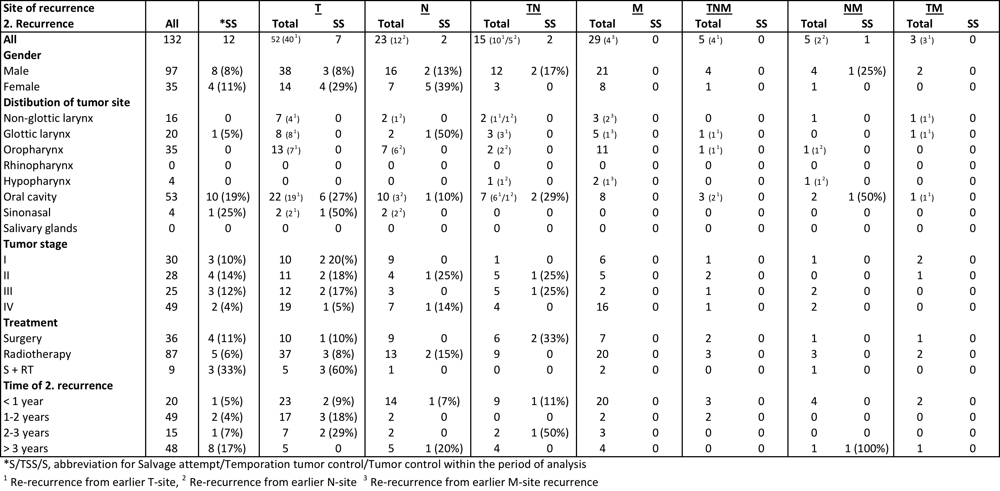 Site of recurrence T N TN M TNM NM TM
2. Recurrence All *SS Total SS Total SS Total SS Total SS Total SS Total SS Total SS
All 132 12 52 (40¹) 7 23 (12²) 2 15 (10¹/5²) 2 29 (4³) 0 5 (4¹) 0 5 (2²) 1 3 (3¹) 0
Gender
Male 97 8 (8%) 38 3 (8%) 16 2 (13%) 12 2 (17%) 21 0 4 0 4 1 (25%) 2 0
Female 35 4 (11%) 14 4 (29%) 7 5 (39%) 3 0 8 0 1 0 1 0 0 0
Distibution of tumor site
Non-glottic larynx 16 0 7 (4¹) 0 2 (1²) 0 2 (1¹/1²) 0 3 (2³) 0 0 0 1 0 1 (1¹) 0
Glottic larynx 20 1 (5%) 8 (8¹) 0 2 1 (50%) 3 (3¹) 0 5 (1³) 0 1 (1¹) 0 0 0 1 (1¹) 0
Oropharynx 35 0 13 (7¹) 0 7 (6²) 0 2 (2²) 0 11 0 1 (1¹) 0 1 (1²) 0 0 0
Rhinopharynx 0 0 0 0 0 0 0 0 0 0 0 0 0 0 0 0
Hypopharynx 4 0 0 0 0 0 1 (1²) 0 2 (1³) 0 0 0 1 (1²) 0 0 0
Oral cavity 53 10 (19%) 22 (19¹) 6 (27%) 10 (3²) 1 (10%) 7 (6¹/1²) 2 (29%) 8 0 3 (2¹) 0 2 1 (50%) 1 (1¹) 0
Sinonasal 4 1 (25%) 2 (2¹) 1 (50%) 2 (2²) 0 0 0 0 0 0 0 0 0 0 0
Salivary glands 0 0 0 0 0 0 0 0 0 0 0 0 0 0 0 0
Tumor stage
I 30 3 (10%) 10 2 20(%) 9 0 1 0 6 0 1 0 1 0 2 0
II 28 4 (14%) 11 2 (18%) 4 1 (25%) 5 1 (25%) 5 0 2 0 0 0 1 0
III 25 3 (12%) 12 2 (17%) 3 0 5 1 (25%) 2 0 1 0 2 0 0 0
IV 49 2 (4%) 19 1 (5%) 7 1 (14%) 4 0 16 0 1 0 2 0 0 0
Treatment
Surgery 36 4 (11%) 10 1 (10%) 9 0 6 2 (33%) 7 0 2 0 1 0 1 0
Radiotherapy 87 5 (6%) 37 3 (8%) 13 2 (15%) 9 0 20 0 3 0 3 0 2 0
S + RT 9 3 (33%) 5 3 (60%) 1 0 0 0 2 0 0 0 1 0 0 0
Time of 2. recurrence
< 1 year 20 1 (5%) 23 2 (9%) 14 1 (7%) 9 1 (11%) 20 0 3 0 4 0 2 0
1-2 years 49 2 (4%) 17 3 (18%) 2 0 0 0 2 0 2 0 0 0 0 0
2-3 years 15 1 (7%) 7 2 (29%) 2 0 2 1 (50%) 3 0 0 0 0 0 0 0
> 3 years 48 8 (17%) 5 0 5 1 (20%) 4 0 4 0 0 0 1 1 (100%) 1 0
*S/TSS/S, abbreviation for Salvage attempt/Temporation tumor control/Tumor control within the period of analysis
¹ Re-recurrence from earlier T-site, ² Re-recurrence from earlier N-site ³ Re-recurrence from earlier M-site recurrence